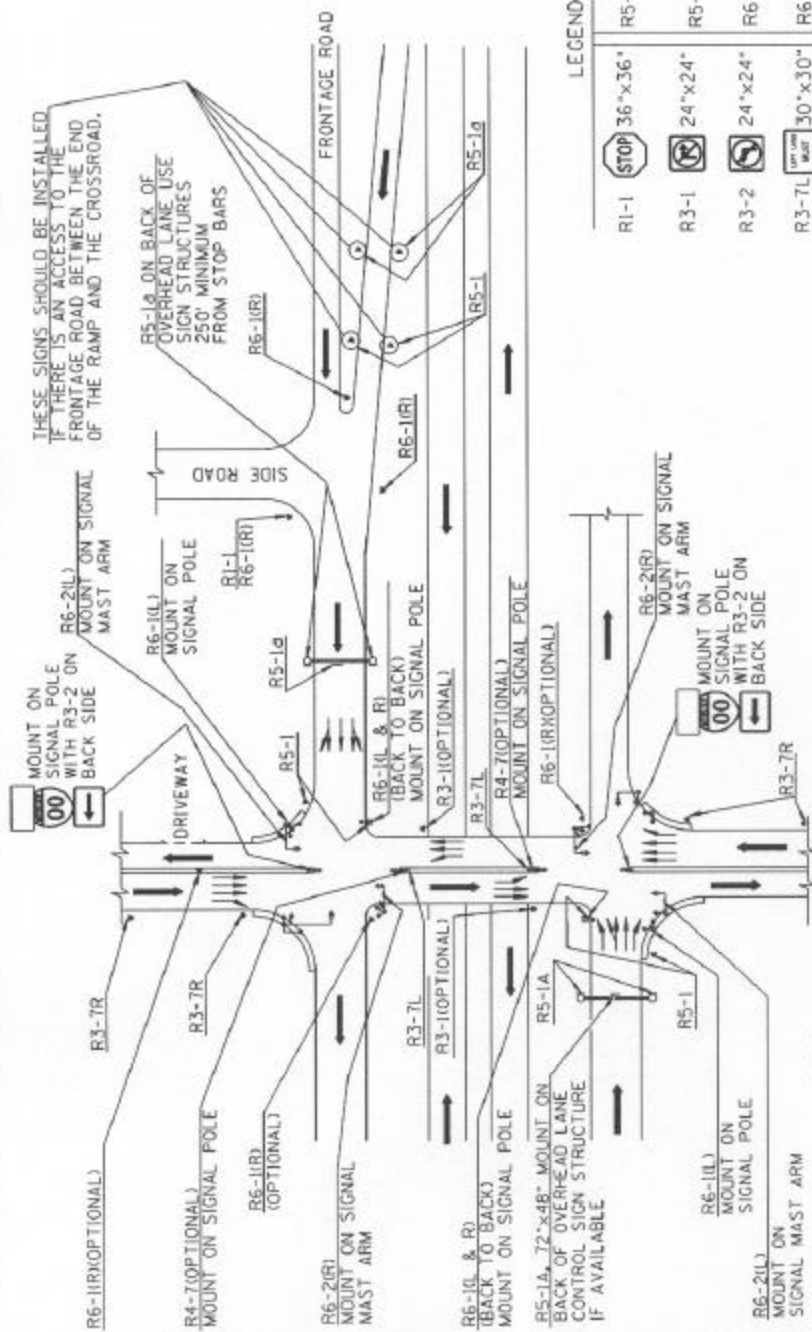 THESE SIGNS SHOULD BE INSTALLED
IF THERE IS AN ACCESS TO THE
FRONTAGE ROAD BETWEEN THE END
OF THE RAMP AND THE CROSSROAD.
R5-1a ON BACK OF
OVERHEAD LANE USE
SIGN STRUCTURES
250' MINIMUM
FROM STOP BARS
R6-1(R)
FRONTAGE ROAD
R5-1a
R5-1
R6-1(R)
SIDE ROAD
R1-1
R6-1(R)
R5-1a
MOUNT ON
SIGNAL POLE
WITH R3-2 ON
BACK SIDE
00
R6-2(L)
MOUNT ON SIGNAL
MAST ARM
R6-1(L)
MOUNT ON
SIGNAL POLE
DRIVEWAY
R5-1
R6-1(L & R)
(BACK TO BACK)
MOUNT ON SIGNAL POLE
R3-1(OPTIONAL)
R3-7L
R4-7(OPTIONAL)
MOUNT ON SIGNAL POLE
R6-1(R)(OPTIONAL)
R6-2(R)
MOUNT ON SIGNAL
MAST ARM
MOUNT ON
SIGNAL POLE
WITH R3-2 ON
BACK SIDE
00
R3-7R
R3-7R
R3-7R
R6-1(R)(OPTIONAL)
R4-7(OPTIONAL)
MOUNT ON SIGNAL POLE
R6-1(R)
(OPTIONAL)
R6-2(R)
MOUNT ON SIGNAL
MAST ARM
R3-7L
R3-1(OPTIONAL)
R5-1A
R5-1
R6-1(L & R)
(BACK TO BACK)
MOUNT ON SIGNAL POLE
R5-1A, 72"x48" MOUNT ON
BACK OF OVERHEAD LANE
CONTROL SIGN STRUCTURE
IF AVAILABLE
R6-1(L)
MOUNT ON
SIGNAL POLE
R6-2(L)
MOUNT ON
SIGNAL MAST ARM
LEGEND
R1-1 STOP 36"x36" R5-
R3-1 24"x24" R5-
R3-2 24"x24" R6
R3-7L LEFT LANE MUST 30"x30" R6